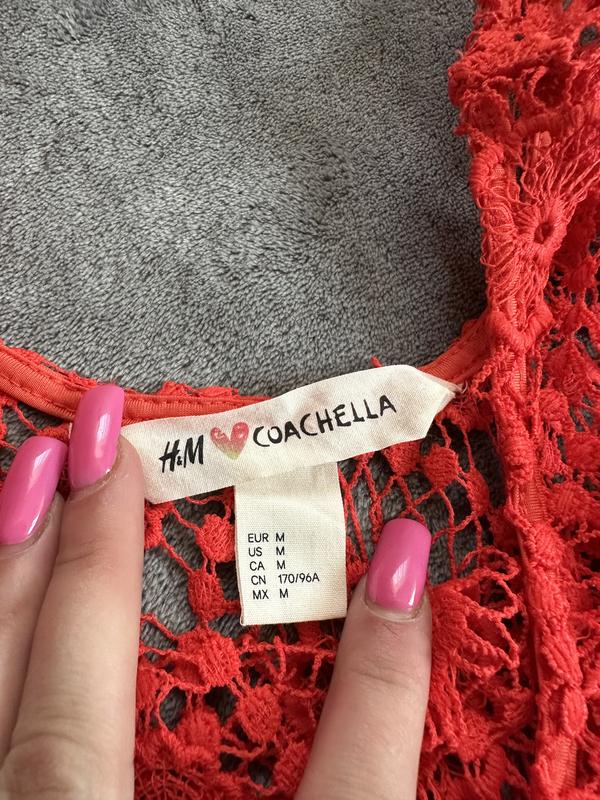 H&M COACHELLA
EUR M
US M
CA M
CN 170/96A
MX M